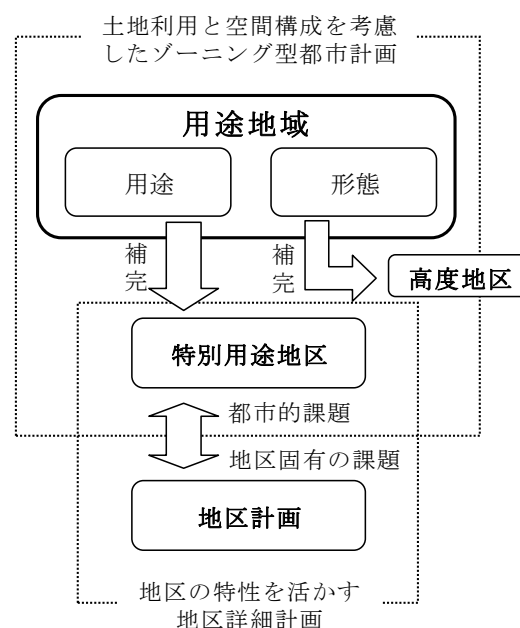 土地利用と空間構成を考慮
したゾーニング型都市計画
用途地域
用途
形態
補完
補完
高度地区
特別用途地区
都市的課題
地区固有の課題
地区計画
地区の特性を活かす
地区詳細計画